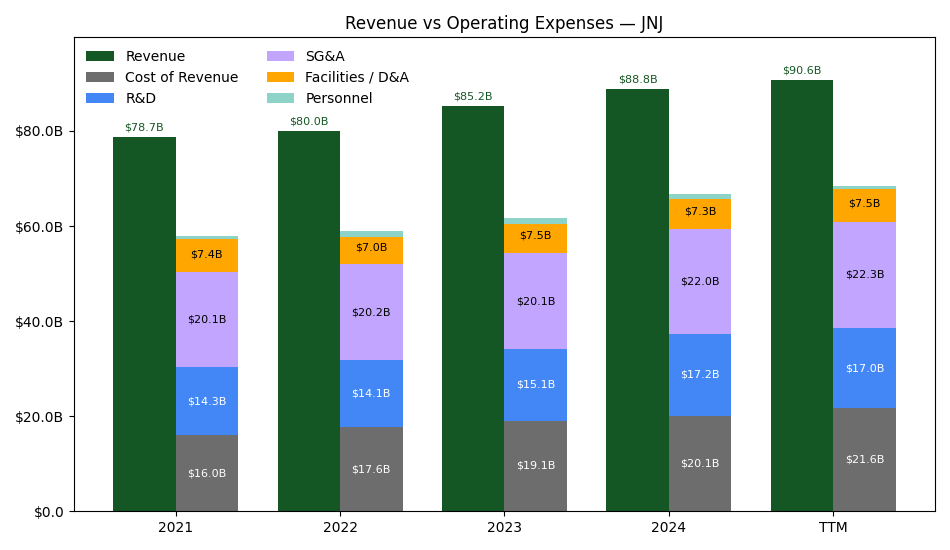 Revenue vs Operating Expenses — JNJ
Revenue
Cost of Revenue
R&D
SG&A
Facilities / D&A
Personnel
$80.0B
$60.0B
$40.0B
$20.0B
$0.0
$78.7B
$80.0B
$85.2B
$88.8B
$90.6B
$7.4B
$20.1B
$14.3B
$16.0B
$7.0B
$20.2B
$14.1B
$17.6B
$7.5B
$20.1B
$15.1B
$19.1B
$7.3B
$22.0B
$17.2B
$20.1B
$7.5B
$22.3B
$17.0B
$21.6B
2021
2022
2023
2024
TTM